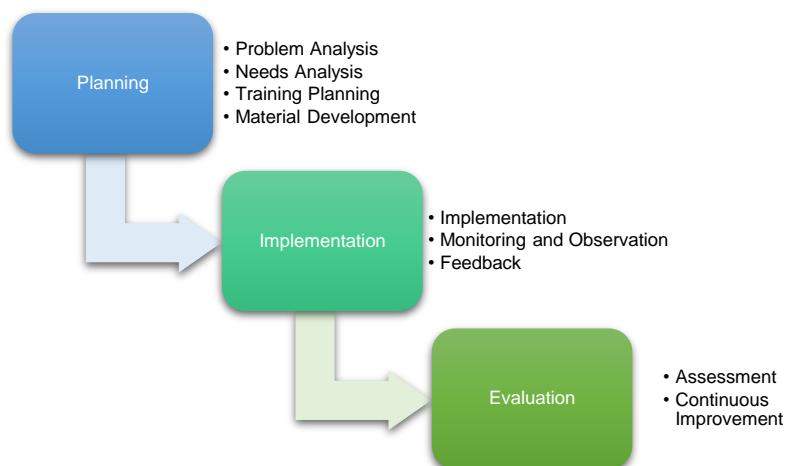 Planning
• Problem Analysis
• Needs Analysis
• Training Planning
• Material Development
Implementation
• Implementation
• Monitoring and Observation
• Feedback
Evaluation
• Assessment
• Continuous
Improvement